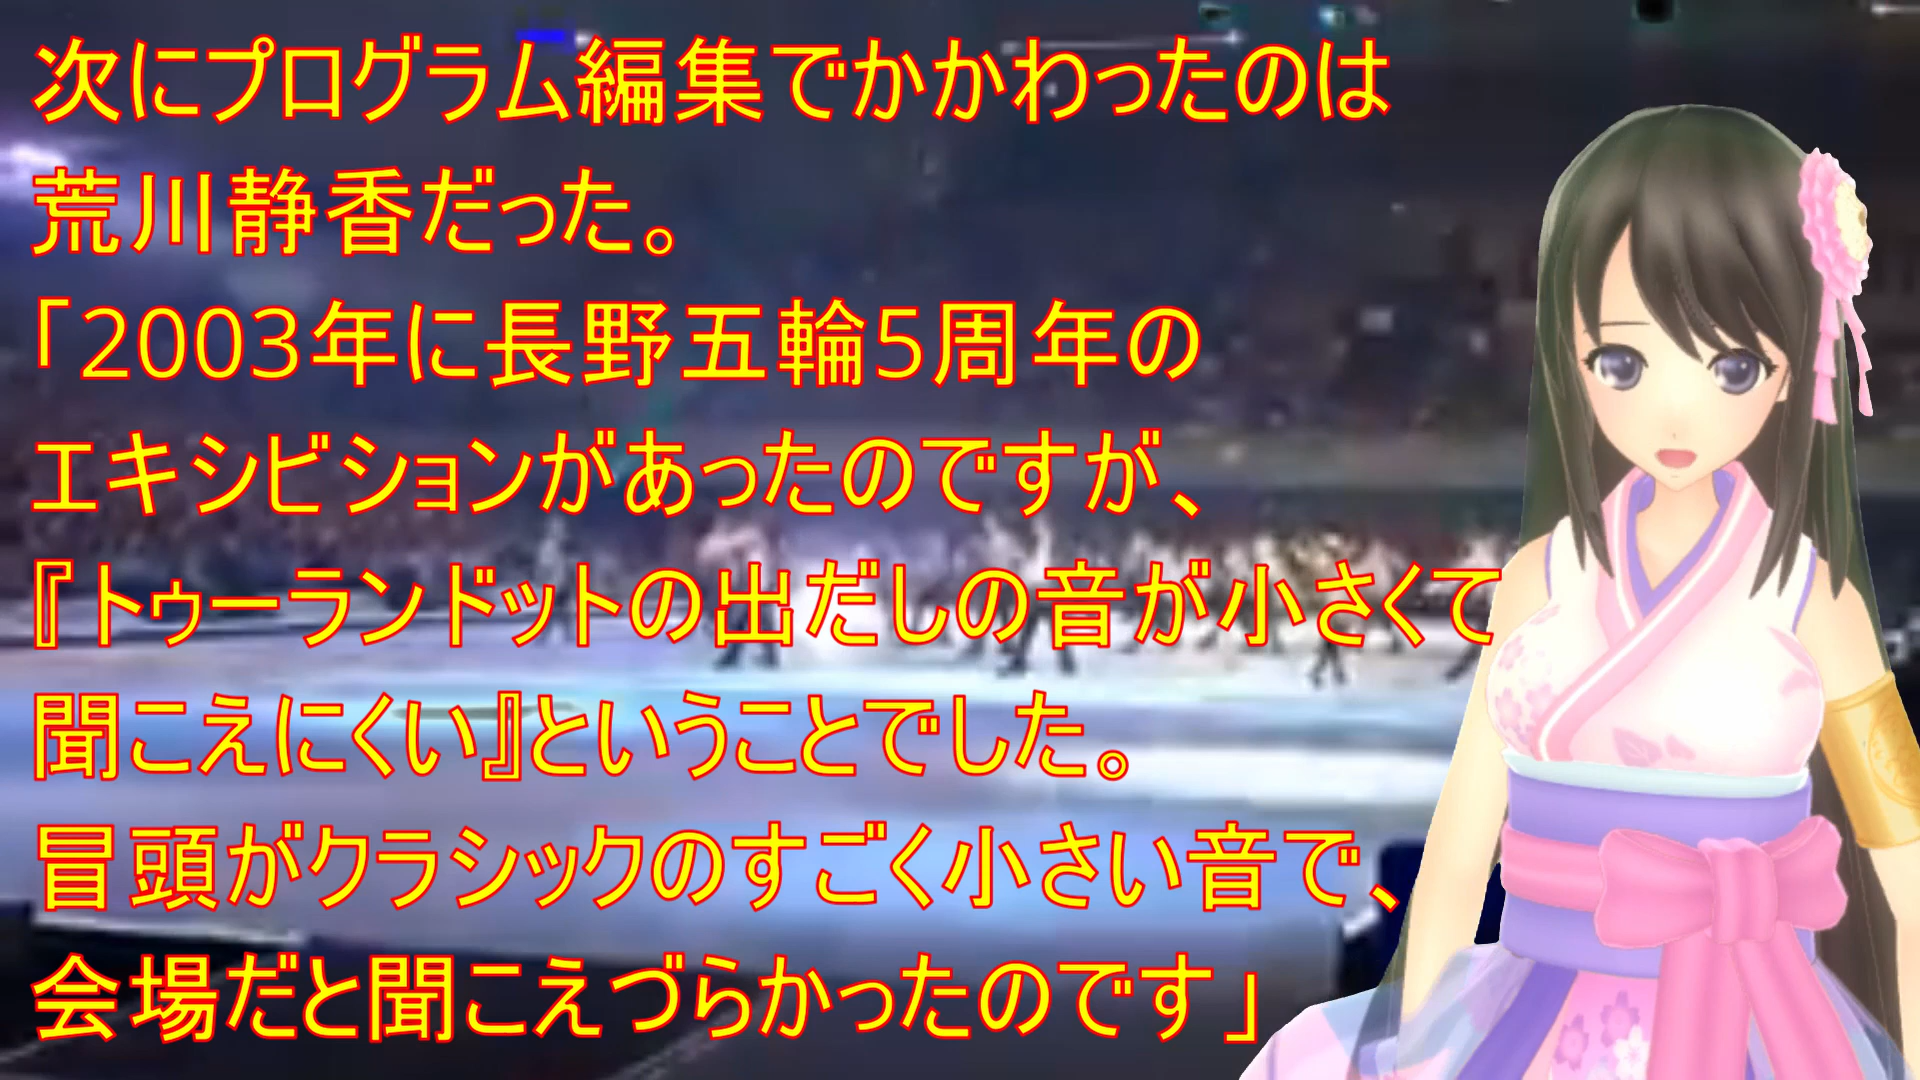 次にプログラム編集でかかわったのは
荒川静香だった。
「2003年に長野五輪5周年の
エキシビションがあったのですが、
『トゥーランドットの出だしの音が小さくて
聞こえにくい』ということでした。
冒頭がクラシックのすごく小さい音で、
会場だと聞こえづらかったのです」